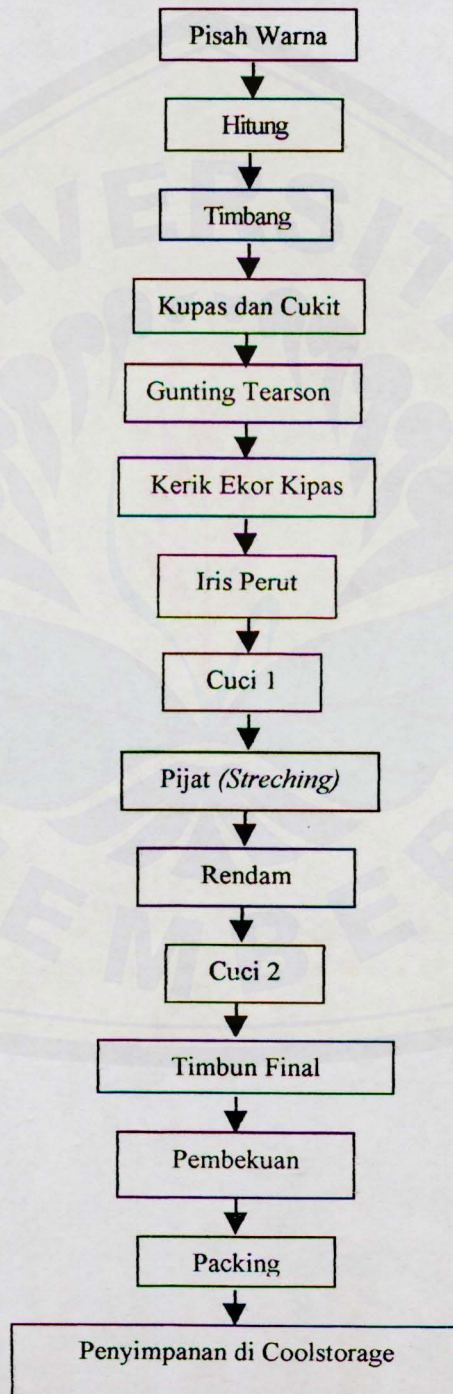 Pisah Warna
Hitung
Timbang
Kupas dan Cukit
Gunting Tearson
Kerik Ekor Kipas
Iris Perut
Cuci 1
Pijat (Streching)
Rendam
Cuci 2
Timbun Final
Pembekuan
Packing
Penyimpanan di Coolstorage